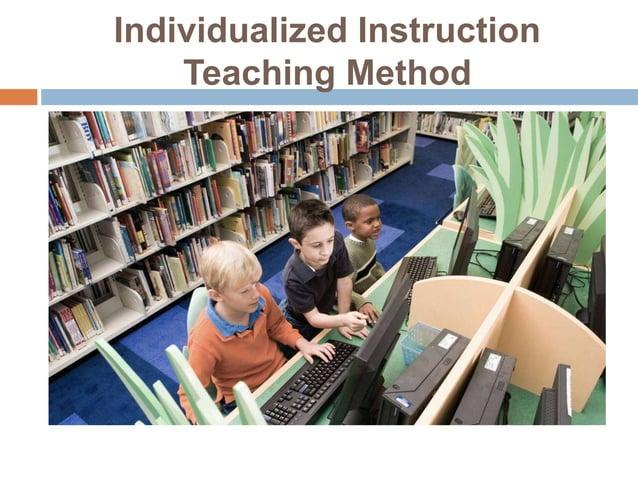 Individualized Instruction
Teaching Method